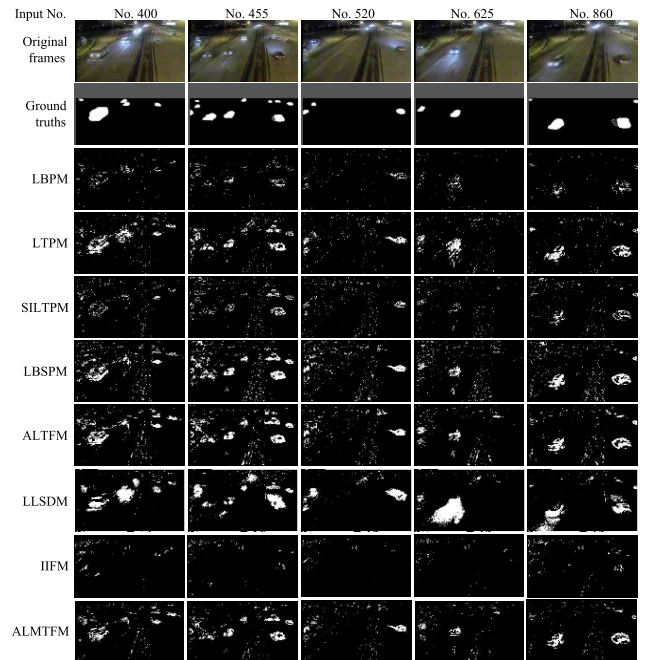 Input No. No. 400 No. 455 No. 520 No. 625 No. 860
Original
frames
Ground
truths
LBPM
LTPM
SILTPM
LBSPM
ALTFM
LLSDM
IIFM
ALMTFM